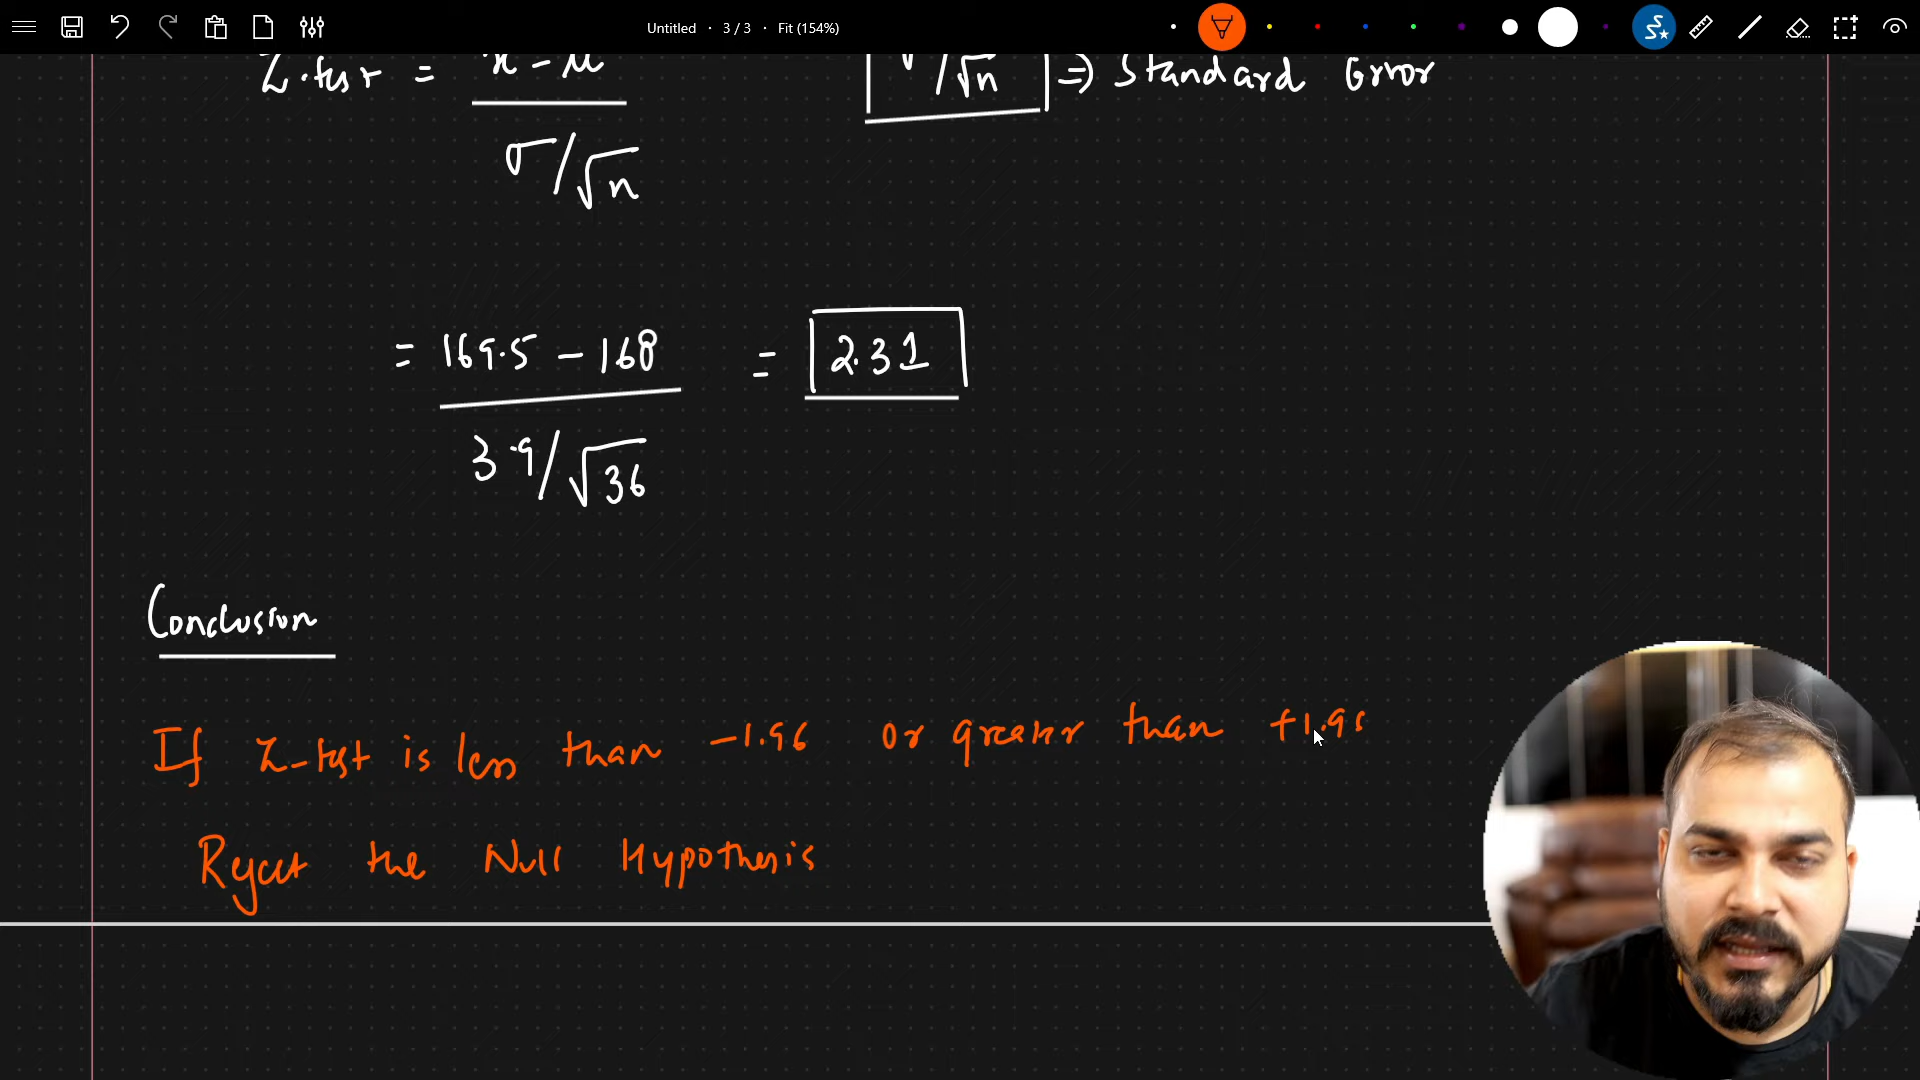 Untitled · 3 / 3 · Fit (154%)
Z-test = x - μ
σ/√n
/√n => Standard Error
= 169.5 - 168 = 2.31
3.9/√36
Conclusion
If Z-test is less than -1.96 or greater than +1.96
Reject the Null Hypothesis